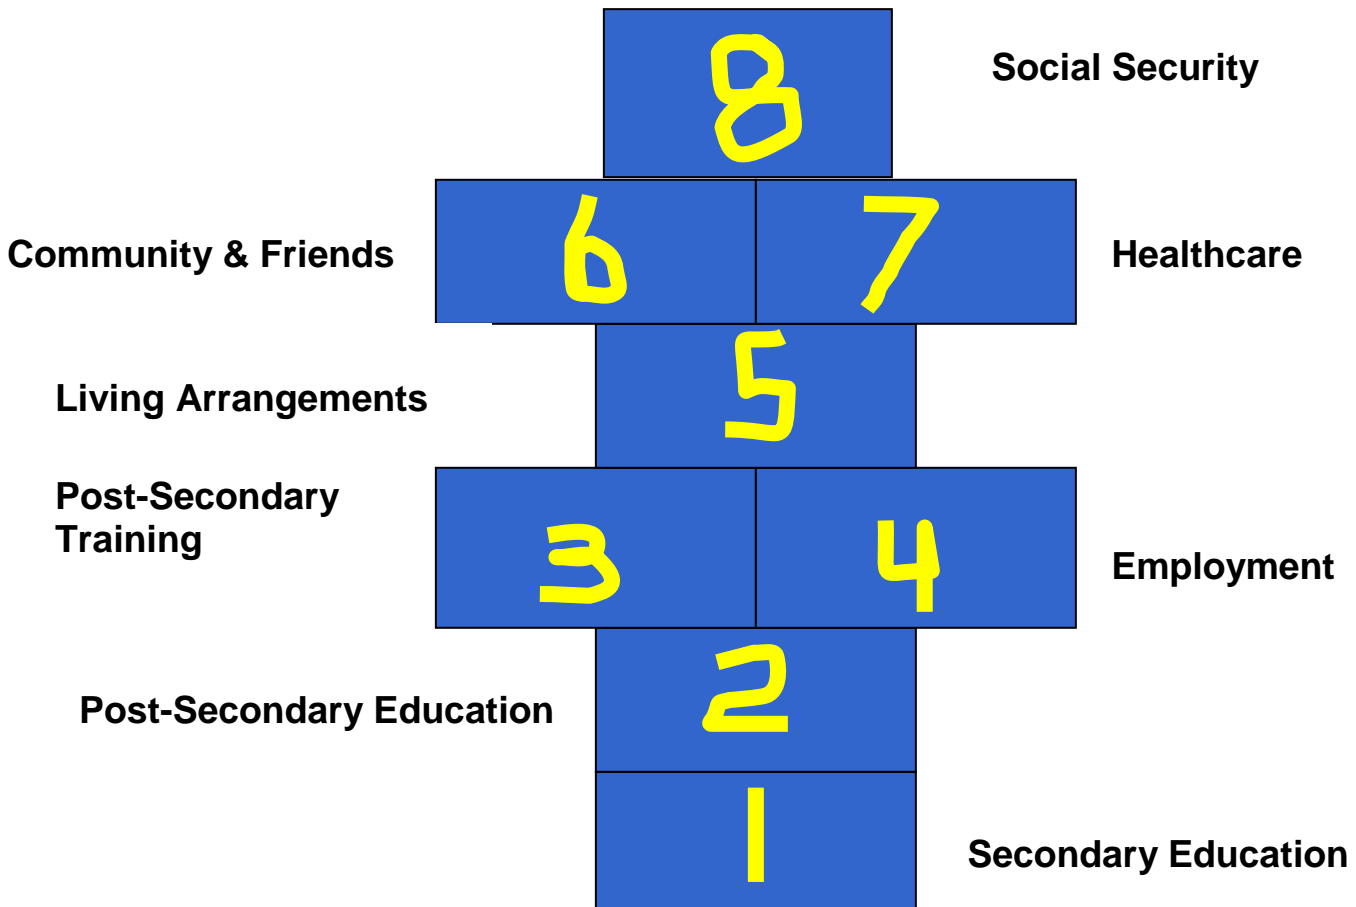 8
Social Security
6
7
Community & Friends
Healthcare
5
Living Arrangements
Post-Secondary
Training
3
4
Employment
2
Post-Secondary Education
1
Secondary Education